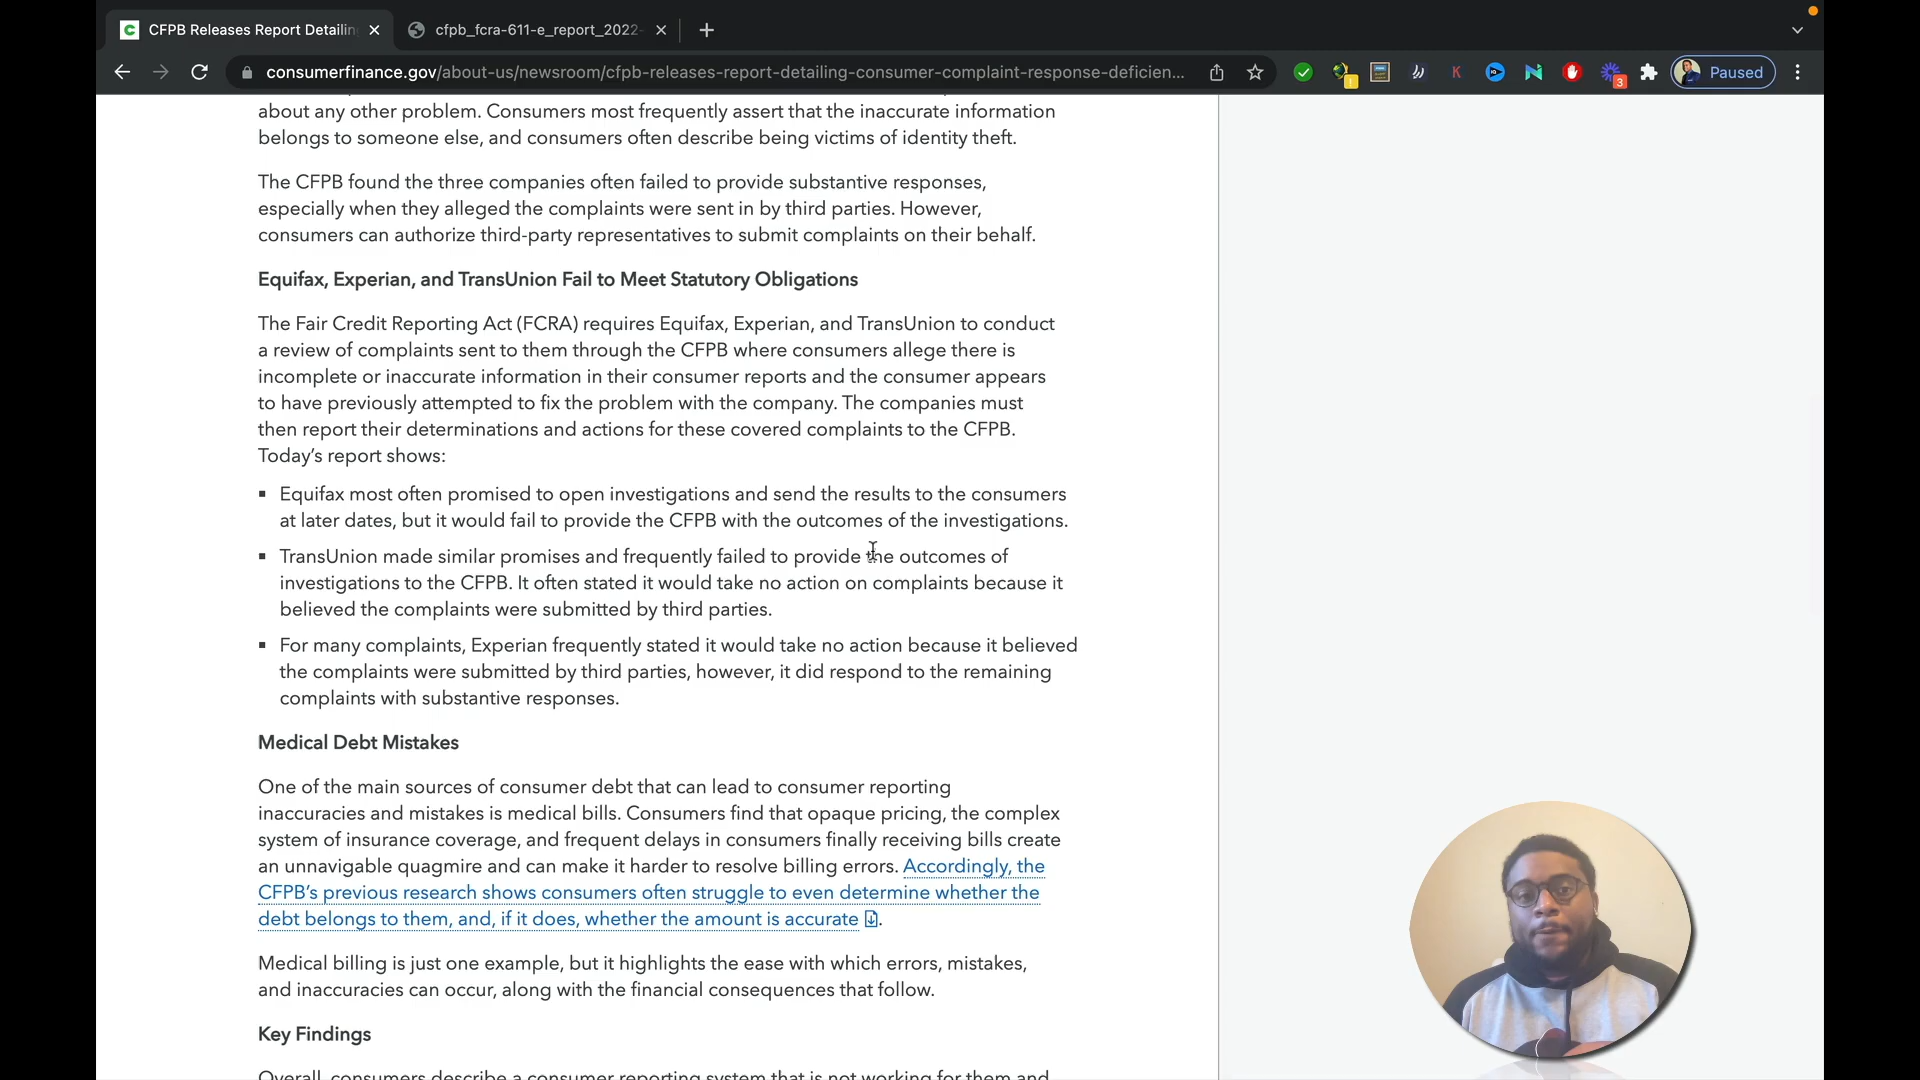 CFPB Releases Report Detailin
cfpb_fcra-611-e_report_2022-
consumerfinance.gov/about-us/newsroom/cfpb-releases-report-detailing-consumer-complaint-response-deficien...
1
K
3
Paused
about any other problem. Consumers most frequently assert that the inaccurate information
belongs to someone else, and consumers often describe being victims of identity theft.
The CFPB found the three companies often failed to provide substantive responses,
especially when they alleged the complaints were sent in by third parties. However,
consumers can authorize third-party representatives to submit complaints on their behalf.
Equifax, Experian, and TransUnion Fail to Meet Statutory Obligations
The Fair Credit Reporting Act (FCRA) requires Equifax, Experian, and TransUnion to conduct
a review of complaints sent to them through the CFPB where consumers allege there is
incomplete or inaccurate information in their consumer reports and the consumer appears
to have previously attempted to fix the problem with the company. The companies must
then report their determinations and actions for these covered complaints to the CFPB.
Today's report shows:
▪ Equifax most often promised to open investigations and send the results to the consumers
at later dates, but it would fail to provide the CFPB with the outcomes of the investigations.
▪ TransUnion made similar promises and frequently failed to provide the outcomes of
investigations to the CFPB. It often stated it would take no action on complaints because it
believed the complaints were submitted by third parties.
▪ For many complaints, Experian frequently stated it would take no action because it believed
the complaints were submitted by third parties, however, it did respond to the remaining
complaints with substantive responses.
Medical Debt Mistakes
One of the main sources of consumer debt that can lead to consumer reporting
inaccuracies and mistakes is medical bills. Consumers find that opaque pricing, the complex
system of insurance coverage, and frequent delays in consumers finally receiving bills create
an unnavigable quagmire and can make it harder to resolve billing errors. Accordingly, the
CFPB's previous research shows consumers often struggle to even determine whether the
debt belongs to them, and, if it does, whether the amount is accurate.
Medical billing is just one example, but it highlights the ease with which errors, mistakes,
and inaccuracies can occur, along with the financial consequences that follow.
Key Findings
Overall, consumers describe a consumer reporting system that is not working for them and